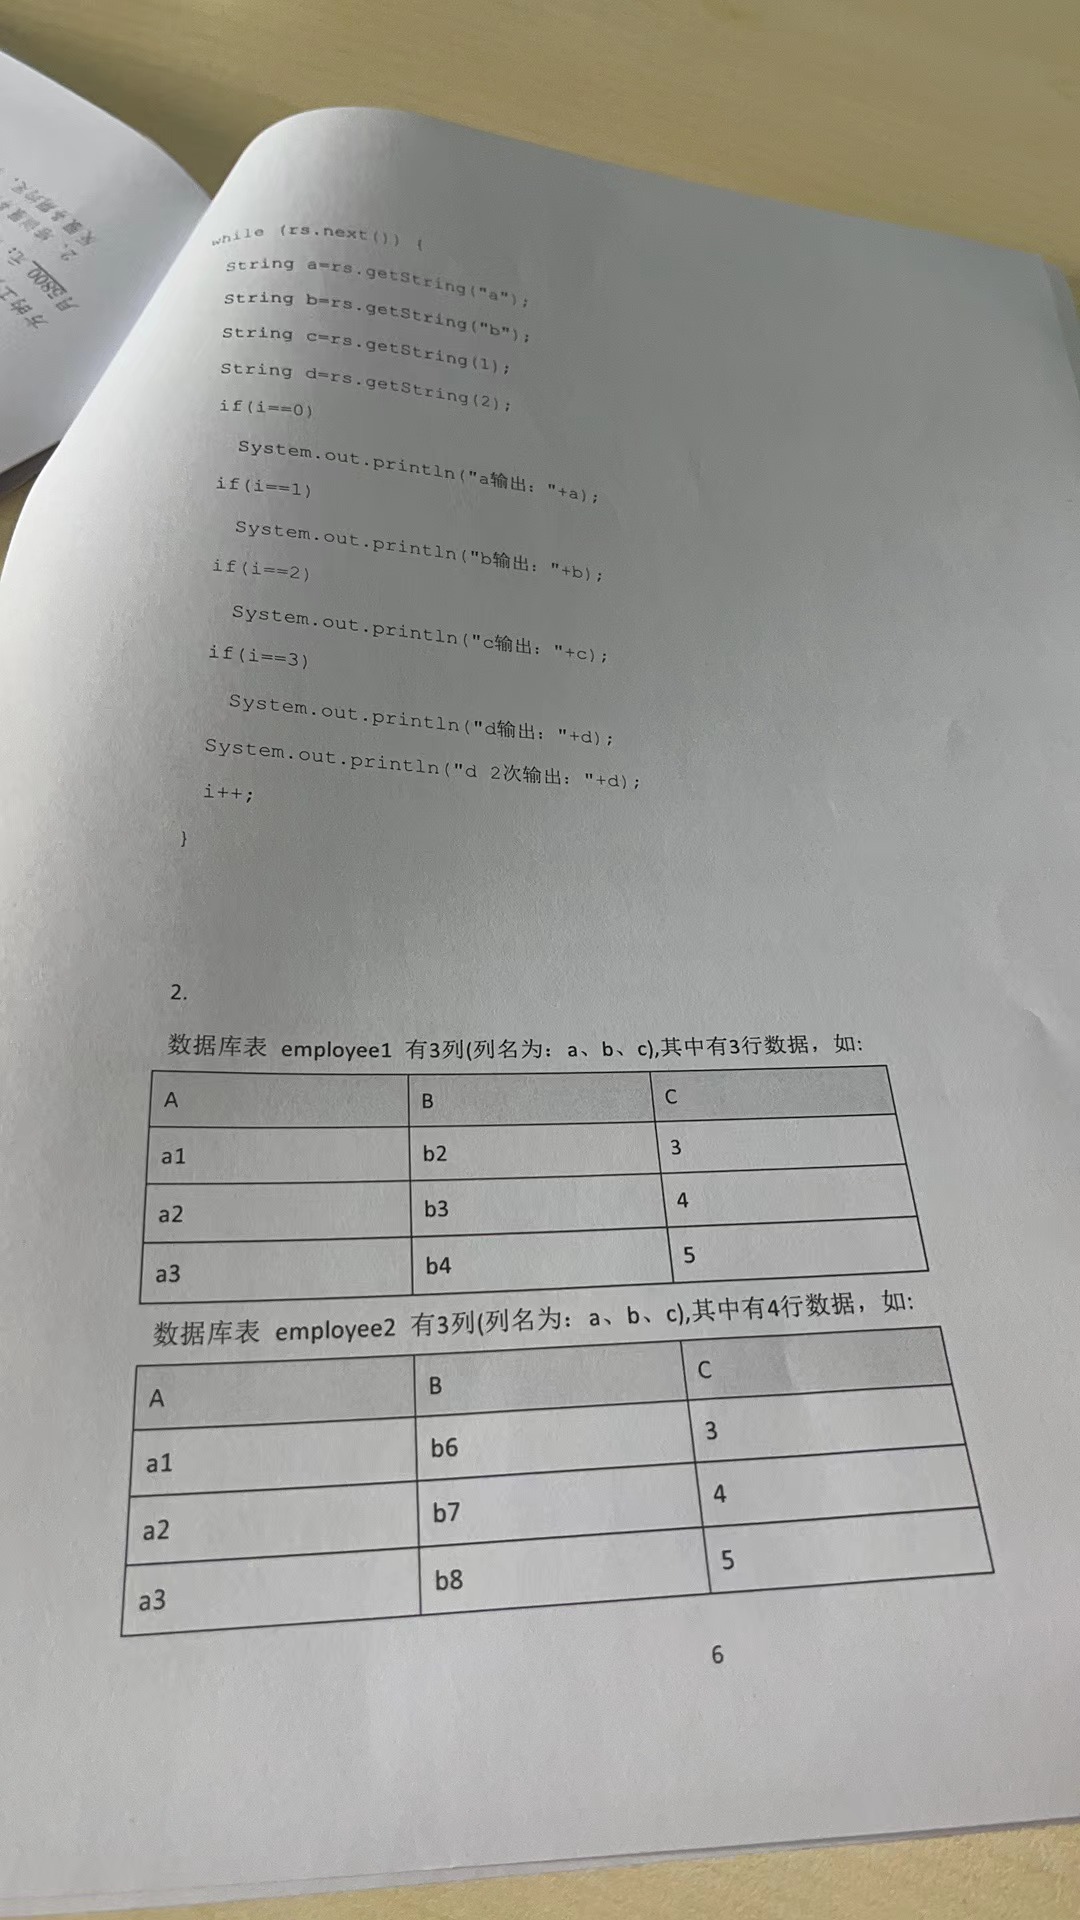 while (rs.next()) {
String a=rs.getString("a");
String b=rs.getString("b");
String c=rs.getString(1);
String d=rs.getString(2);
if(i==0)
System.out.println("a输出："+a);
if(i==1)
System.out.println("b输出："+b);
if(i==2)
System.out.println("c输出："+c);
if(i==3)
System.out.println("d输出："+d);
System.out.println("d 2次输出："+d);
i++;
}
2.
数据库表 employee1 有3列(列名为：a、b、c),其中有3行数据，如:
A B C
a1 b2 3
a2 b3 4
a3 b4 5
数据库表 employee2 有3列(列名为：a、b、c),其中有4行数据，如:
A B C
a1 b6 3
a2 b7 4
a3 b8 5
6
月5800元